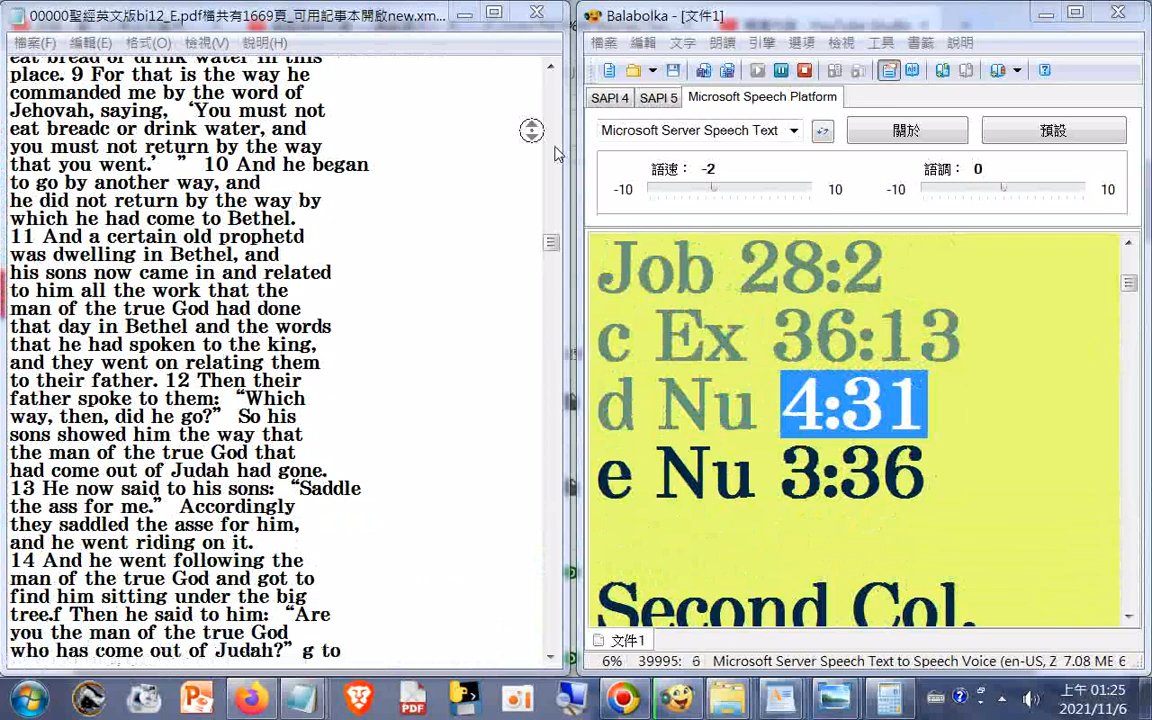 00000聖經英文版bi12_E.pdf檔共有1669頁_可用記事本開啟new.xm...
檔案(F) 編輯(E) 格式(O) 檢視(V) 說明(H)
eat bread or drink water in this
place. 9 For that is the way he
commanded me by the word of
Jehovah, saying, ‘You must not
eat breadc or drink water, and
you must not return by the way
that you went.’ ” 10 And he began
to go by another way, and
he did not return by the way by
which he had come to Bethel.
11 And a certain old prophetd
was dwelling in Bethel, and
his sons now came in and related
to him all the work that the
man of the true God had done
that day in Bethel and the words
that he had spoken to the king,
and they went on relating them
to their father. 12 Then their
father spoke to them: “Which
way, then, did he go?” So his
sons showed him the way that
the man of the true God that
had come out of Judah had gone.
13 He now said to his sons: “Saddle
the ass for me.” Accordingly
they saddled the asse for him,
and he went riding on it.
14 And he went following the
man of the true God and got to
find him sitting under the big
tree.f Then he said to him: “Are
you the man of the true God
who has come out of Judah?” g to
Balabolka - [文件1]
檔案 編輯 文字 朗讀 引擎 選項 檢視 工具 書籤 說明
SAPI 4 SAPI 5 Microsoft Speech Platform
Microsoft Server Speech Text 關於 預設
語速： -2 語調： 0
-10 10 -10 10
Job 28:2
c Ex 36:13
d Nu 4:31
e Nu 3:36
Second Col.
文件1
6% 39995: 6 Microsoft Server Speech Text to Speech Voice (en-US, Z 7.08 MB 6
PDF
上午 01:25
2021/11/6